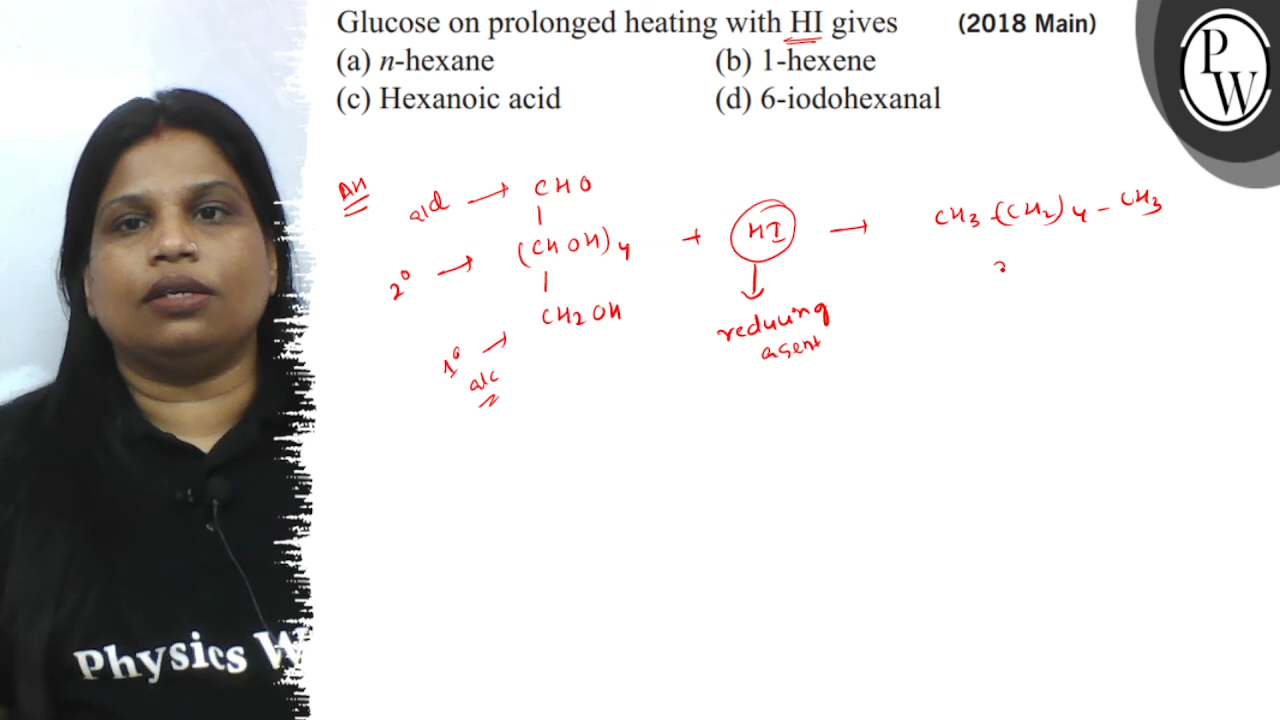 Glucose on prolonged heating with HI gives (2018 Main)
(a) n-hexane (b) 1-hexene
(c) Hexanoic acid (d) 6-iodohexanal
P
W
An
ald → CHO
2° → (CHOH)4 + HI → CH3-(CH2)4-CH3
1° alc → CH2OH
reducing
agent
Physics W